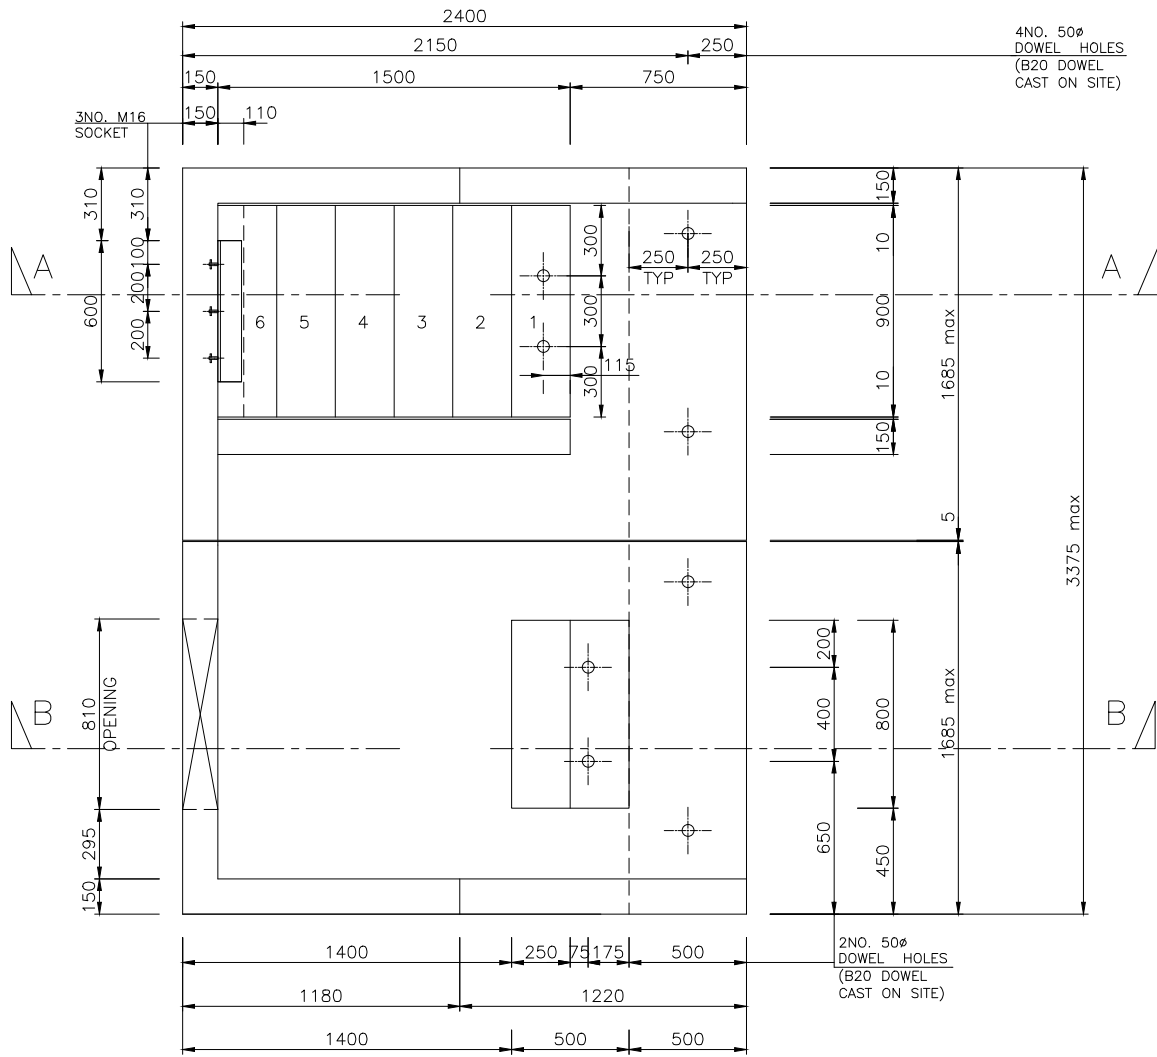 2400
2150
250
4NO. 50ø
DOWEL HOLES
(B20 DOWEL
CAST ON SITE)
150
1500
750
150
110
3NO. M16
SOCKET
310
310
150
100
600
200
200
A
A
6
5
4
3
2
1
300
300
300
115
250
TYP
250
TYP
10
900
10
150
1685 max
5
3375 max
1685 max
810
OPENING
295
150
B
B
200
400
650
800
450
1400
250
75
175
500
2NO. 50ø
DOWEL HOLES
(B20 DOWEL
CAST ON SITE)
1180
1220
1400
500
500